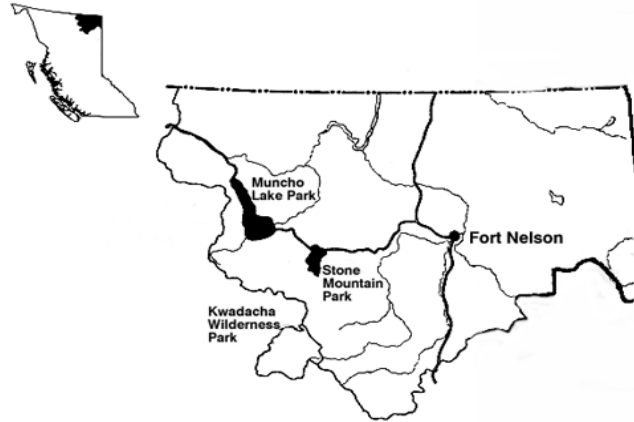 Muncho
Lake Park
Fort Nelson
Stone
Mountain
Park
Kwadacha
Wilderness
Park